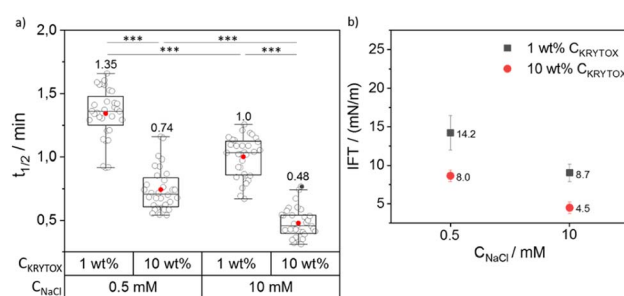 a)
*** ***
*** ***
1.35
0.74
1.0
0.48
t1/2 / min
1,5
1,0
0,5
CKRYTOX 1 wt% 10 wt% 1 wt% 10 wt%
CNaCl 0.5 mM 10 mM
b)
IFT / (mN/m)
25
20
15
10
5
1 wt% CKRYTOX
10 wt% CKRYTOX
14.2
8.0
8.7
4.5
0.5 10
CNaCl / mM